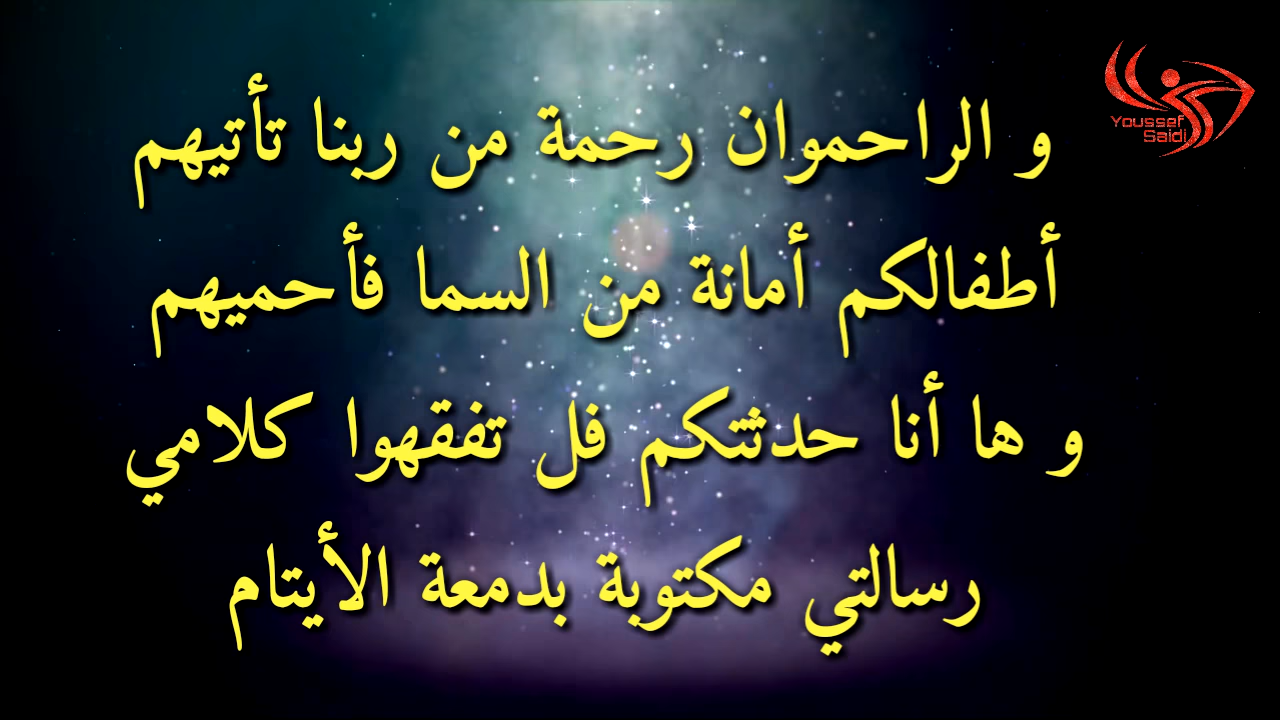 و الراحموان رحمة من ربنا تأتيهم
أطفالكم أمانة من السما فأحميهم
و ها أنا حدثتكم فل تفقهوا كلامي
رسالتي مكتوبة بدمعة الأيتام
Youssef
Saidi